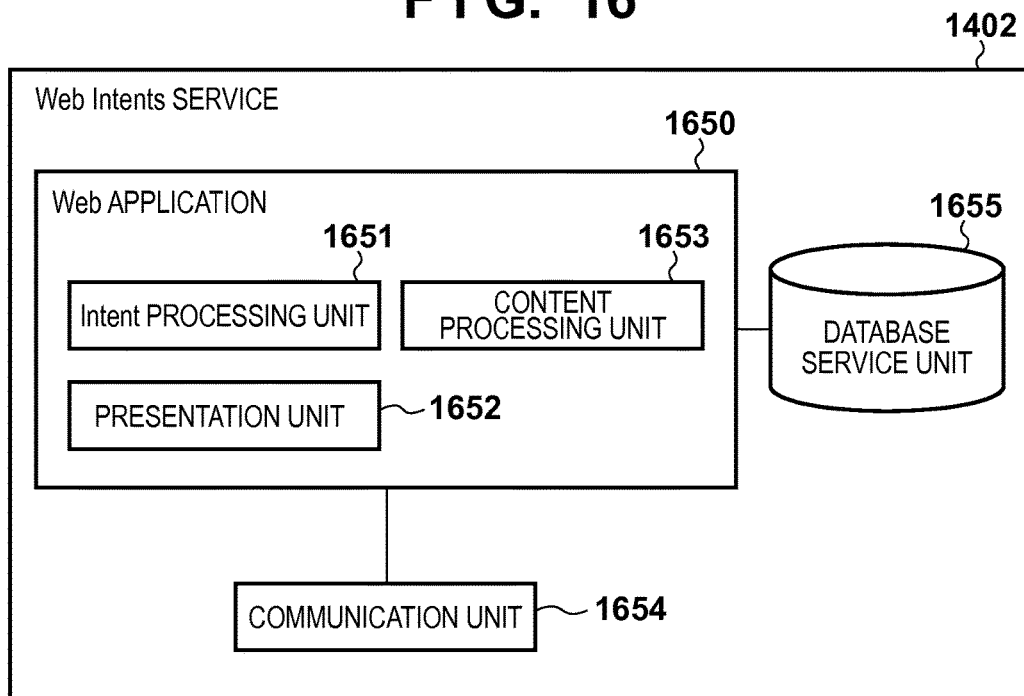 FIG. 16
1402
Web Intents SERVICE
1650
Web APPLICATION
1655
1651
1653
Intent PROCESSING UNIT
CONTENT
PROCESSING UNIT
DATABASE
SERVICE UNIT
PRESENTATION UNIT
1652
COMMUNICATION UNIT
1654